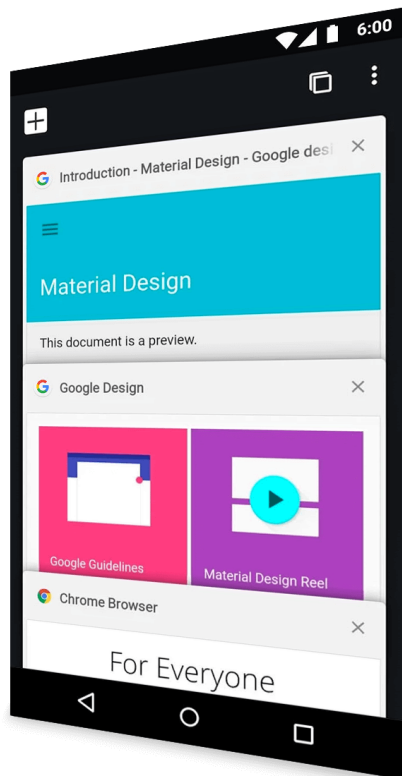 6:00
Introduction - Material Design - Google desi
Material Design
This document is a preview.
Google Design
Google Guidelines
Material Design Reel
Chrome Browser
For Everyone